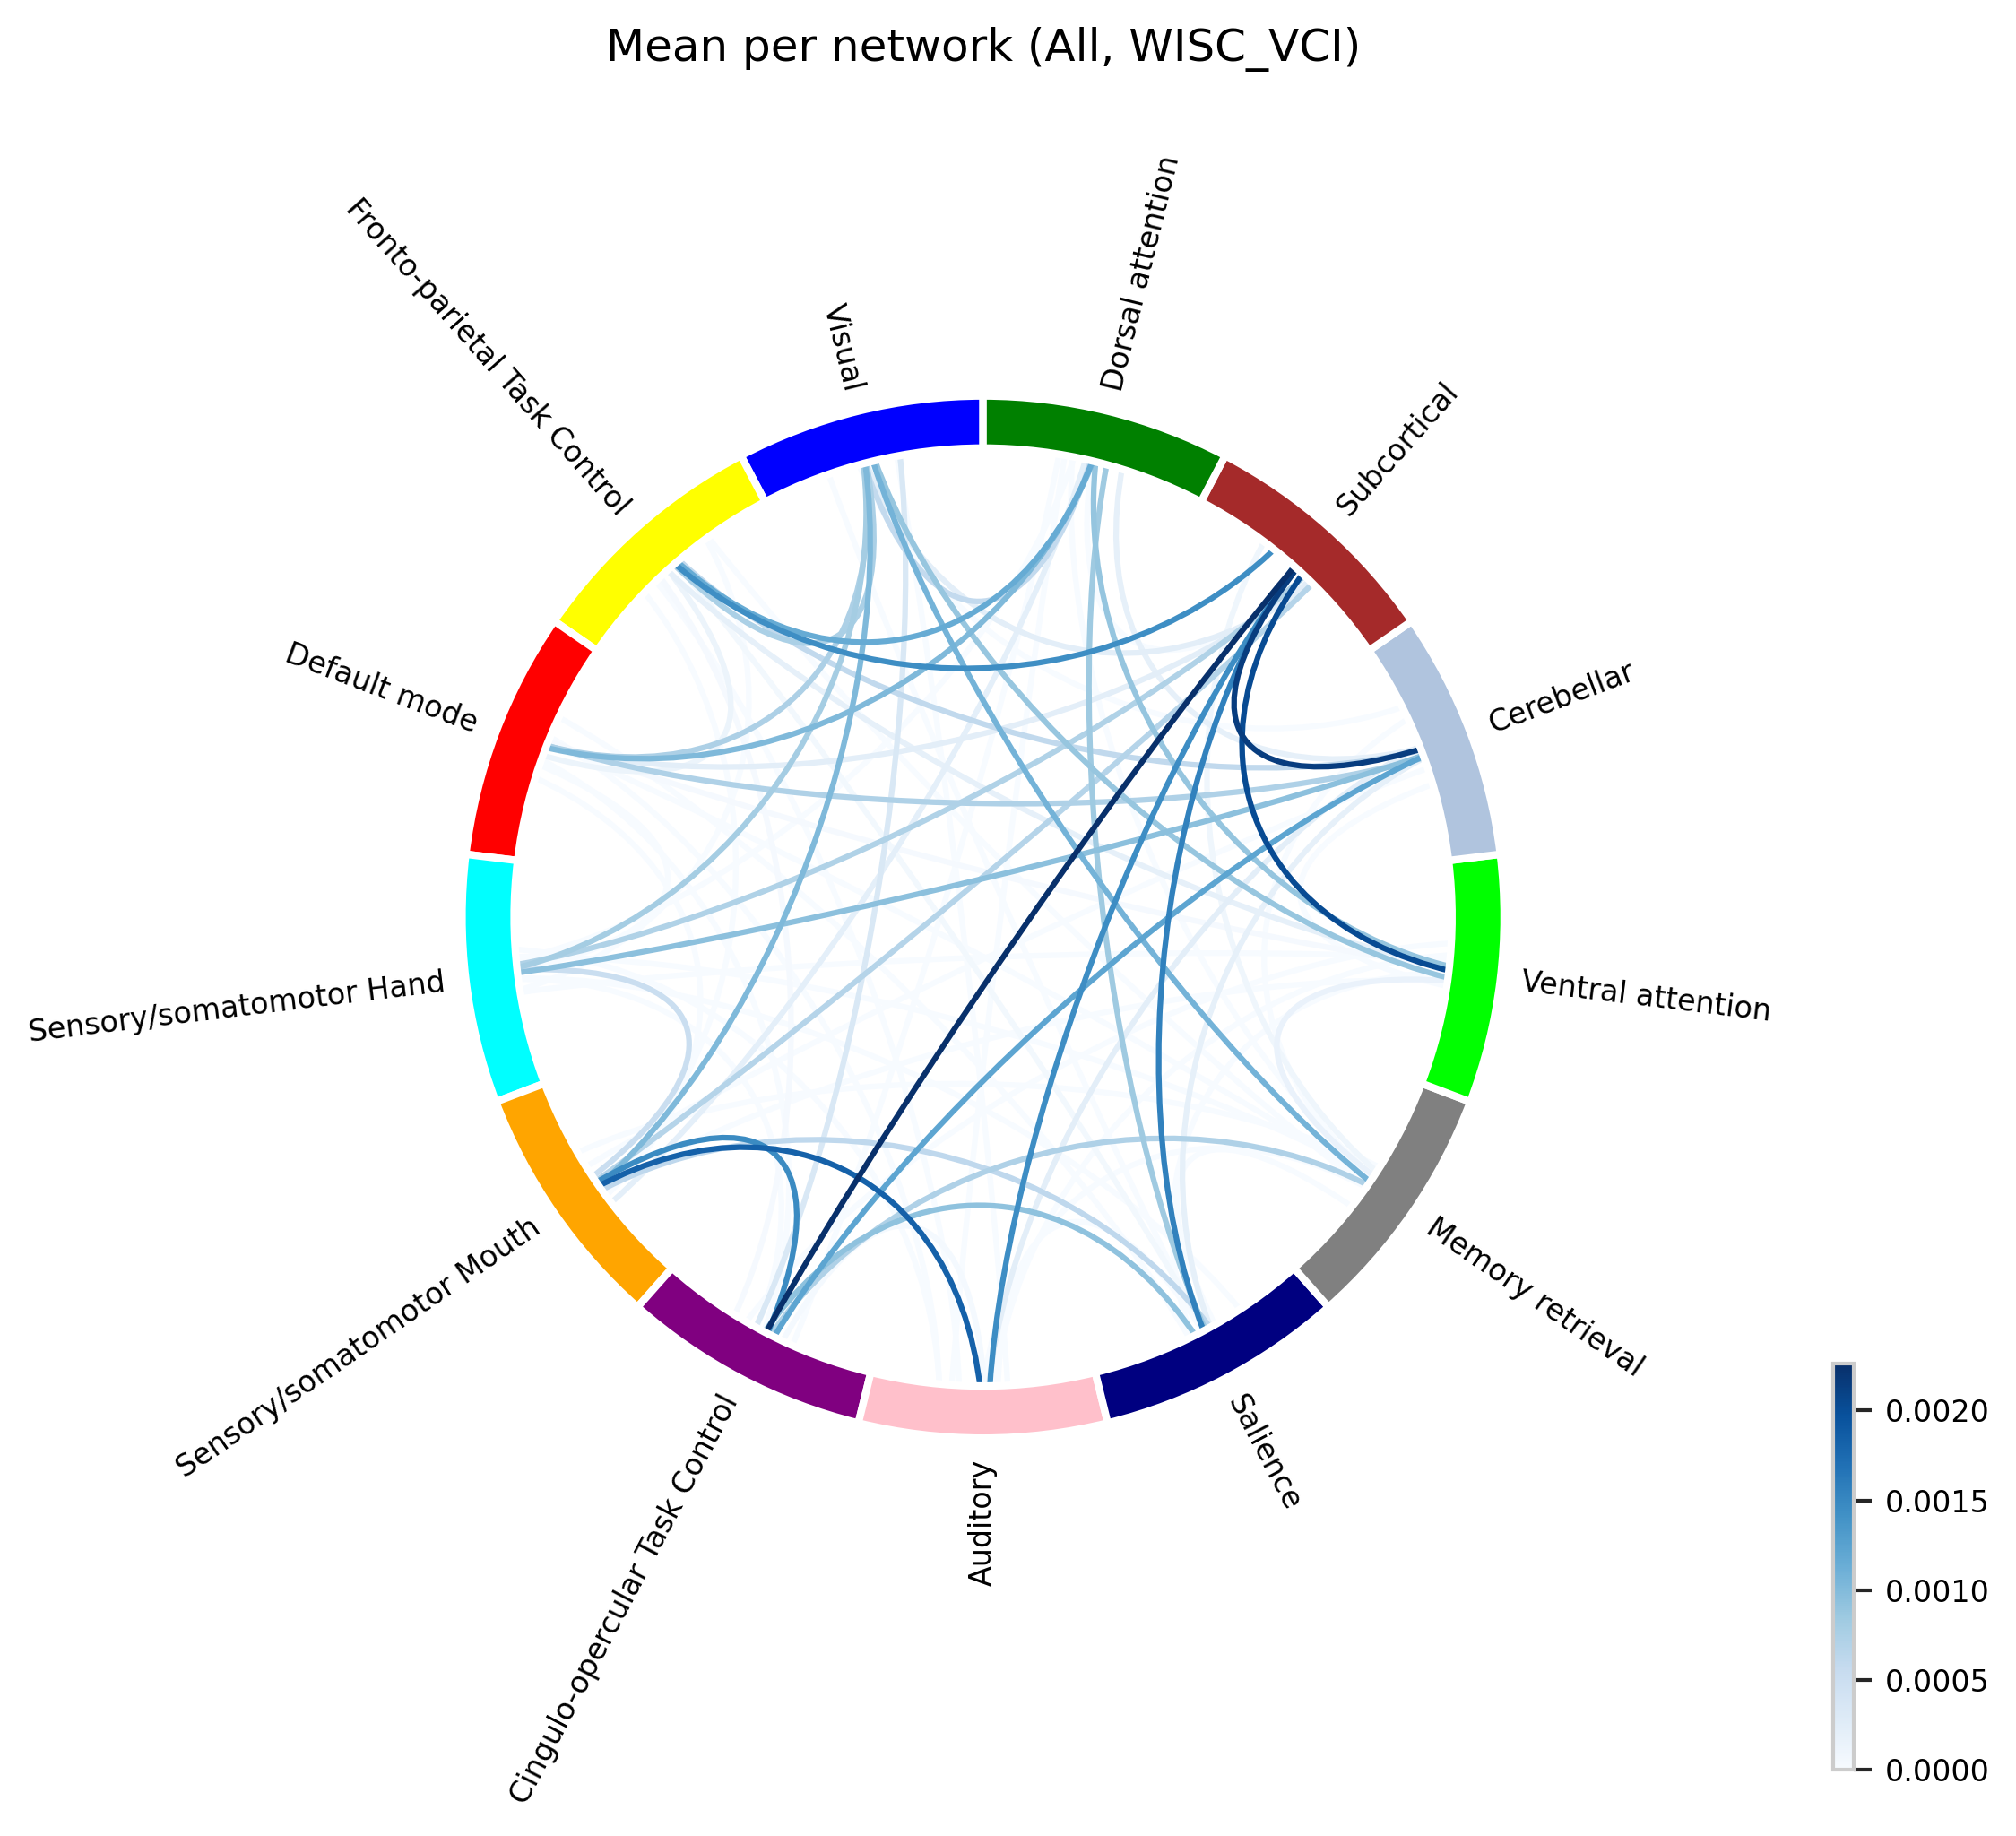 Mean per network (All, WISC_VCI)
Dorsal attention
Visual
Fronto-parietal Task Control
Subcortical
Default mode
Cerebellar
Sensory/somatomotor Hand
Ventral attention
Sensory/somatomotor Mouth
Memory retrieval
Cingulo-opercular Task Control
Auditory
Salience
0.0020
0.0015
0.0010
0.0005
0.0000